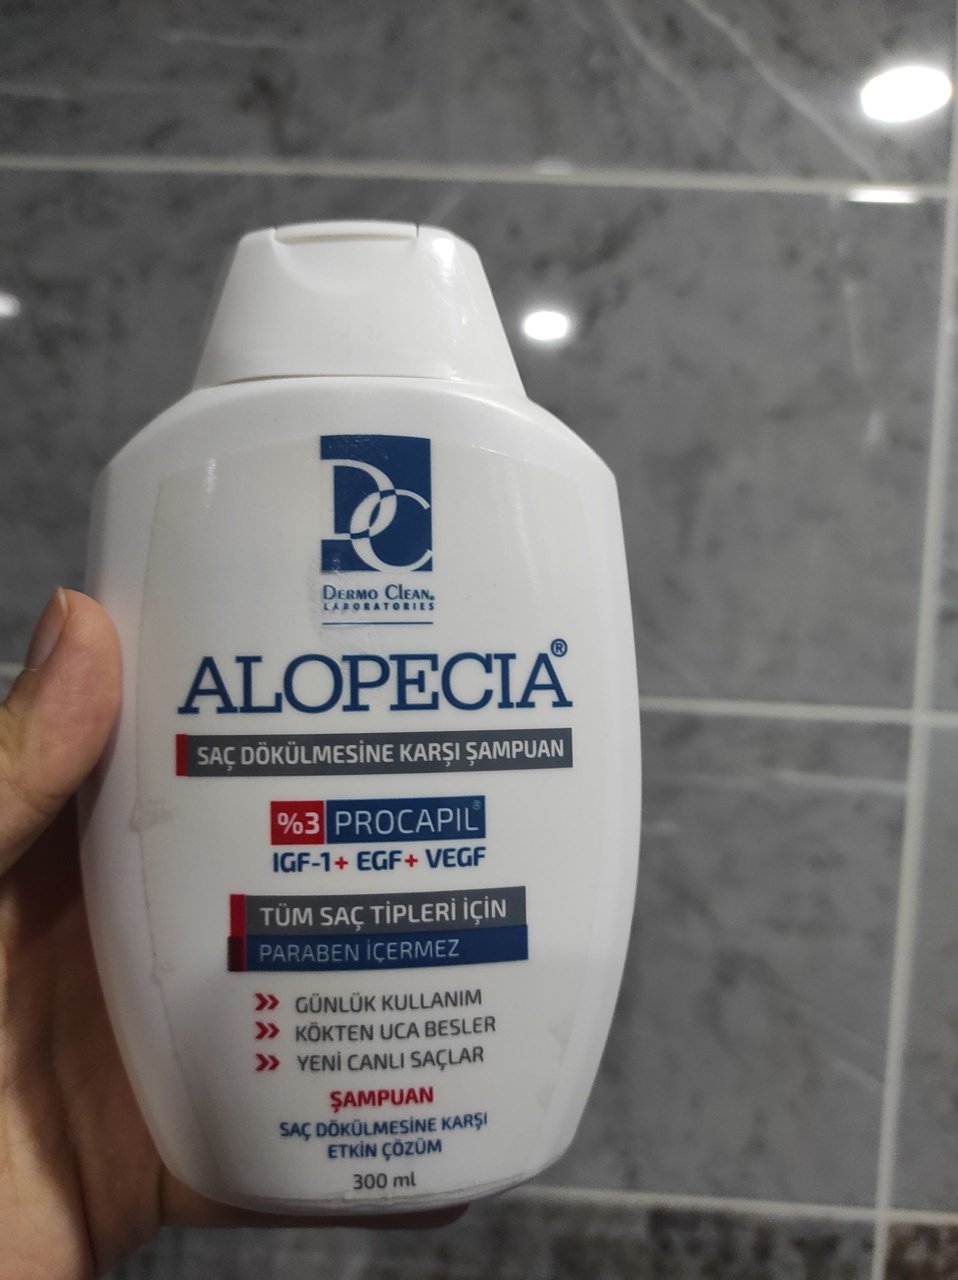 DC
DERMO CLEAN®
LABORATORIES
ALOPECIA®
SAÇ DÖKÜLMESİNE KARŞI ŞAMPUAN
%3 PROCAPIL®
IGF-1+ EGF+ VEGF
TÜM SAÇ TİPLERİ İÇİN
PARABEN İÇERMEZ
GÜNLÜK KULLANIM
KÖKTEN UCA BESLER
YENİ CANLI SAÇLAR
ŞAMPUAN
SAÇ DÖKÜLMESİNE KARŞI
ETKİN ÇÖZÜM
300 ml